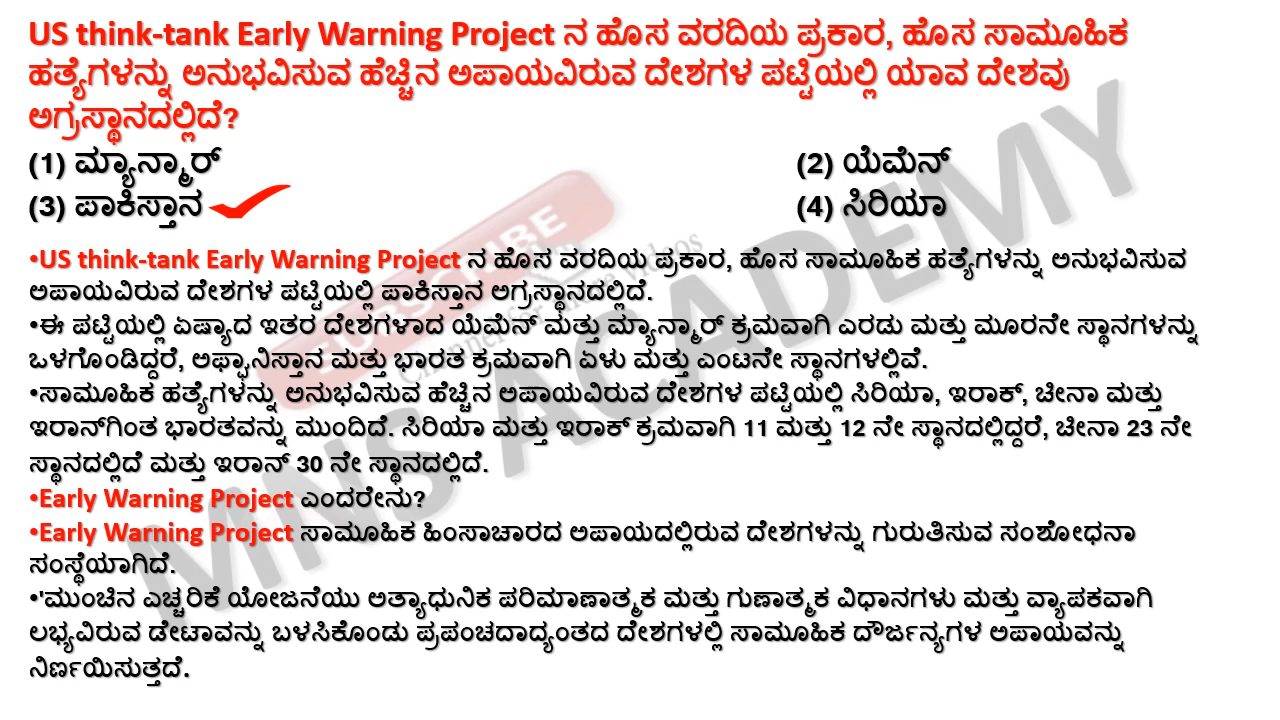 US think-tank Early Warning Project ನ ಹೊಸ ವರದಿಯ ಪ್ರಕಾರ, ಹೊಸ ಸಾಮೂಹಿಕ
ಹತ್ಯೆಗಳನ್ನು ಅನುಭವಿಸುವ ಹೆಚ್ಚಿನ ಅಪಾಯವಿರುವ ದೇಶಗಳ ಪಟ್ಟಿಯಲ್ಲಿ ಯಾವ ದೇಶವು
ಅಗ್ರಸ್ಥಾನದಲ್ಲಿದೆ?
(1) ಮ್ಯಾನ್ಮಾರ್ (2) ಯೆಮೆನ್
(3) ಪಾಕಿಸ್ತಾನ (4) ಸಿರಿಯಾ
•US think-tank Early Warning Project ನ ಹೊಸ ವರದಿಯ ಪ್ರಕಾರ, ಹೊಸ ಸಾಮೂಹಿಕ ಹತ್ಯೆಗಳನ್ನು ಅನುಭವಿಸುವ
ಅಪಾಯವಿರುವ ದೇಶಗಳ ಪಟ್ಟಿಯಲ್ಲಿ ಪಾಕಿಸ್ತಾನ ಅಗ್ರಸ್ಥಾನದಲ್ಲಿದೆ.
•ಈ ಪಟ್ಟಿಯಲ್ಲಿ ಏಷ್ಯಾದ ಇತರ ದೇಶಗಳಾದ ಯೆಮೆನ್ ಮತ್ತು ಮ್ಯಾನ್ಮಾರ್ ಕ್ರಮವಾಗಿ ಎರಡು ಮತ್ತು ಮೂರನೇ ಸ್ಥಾನಗಳನ್ನು
ಒಳಗೊಂಡಿದ್ದರೆ, ಅಫ್ಘಾನಿಸ್ತಾನ ಮತ್ತು ಭಾರತ ಕ್ರಮವಾಗಿ ಏಳು ಮತ್ತು ಎಂಟನೇ ಸ್ಥಾನಗಳಲ್ಲಿವೆ.
•ಸಾಮೂಹಿಕ ಹತ್ಯೆಗಳನ್ನು ಅನುಭವಿಸುವ ಹೆಚ್ಚಿನ ಅಪಾಯವಿರುವ ದೇಶಗಳ ಪಟ್ಟಿಯಲ್ಲಿ ಸಿರಿಯಾ, ಇರಾಕ್, ಚೀನಾ ಮತ್ತು
ಇರಾನ್‌ಗಿಂತ ಭಾರತವನ್ನು ಮುಂದಿದೆ. ಸಿರಿಯಾ ಮತ್ತು ಇರಾಕ್ ಕ್ರಮವಾಗಿ 11 ಮತ್ತು 12 ನೇ ಸ್ಥಾನದಲ್ಲಿದ್ದರೆ, ಚೀನಾ 23 ನೇ
ಸ್ಥಾನದಲ್ಲಿದೆ ಮತ್ತು ಇರಾನ್ 30 ನೇ ಸ್ಥಾನದಲ್ಲಿದೆ.
•Early Warning Project ಎಂದರೇನು?
•Early Warning Project ಸಾಮೂಹಿಕ ಹಿಂಸಾಚಾರದ ಅಪಾಯದಲ್ಲಿರುವ ದೇಶಗಳನ್ನು ಗುರುತಿಸುವ ಸಂಶೋಧನಾ
ಸಂಸ್ಥೆಯಾಗಿದೆ.
•'ಮುಂಚಿನ ಎಚ್ಚರಿಕೆ ಯೋಜನೆಯು ಅತ್ಯಾಧುನಿಕ ಪರಿಮಾಣಾತ್ಮಕ ಮತ್ತು ಗುಣಾತ್ಮಕ ವಿಧಾನಗಳು ಮತ್ತು ವ್ಯಾಪಕವಾಗಿ
ಲಭ್ಯವಿರುವ ಡೇಟಾವನ್ನು ಬಳಸಿಕೊಂಡು ಪ್ರಪಂಚದಾದ್ಯಂತದ ದೇಶಗಳಲ್ಲಿ ಸಾಮೂಹಿಕ ದೌರ್ಜನ್ಯಗಳ ಅಪಾಯವನ್ನು
ನಿರ್ಣಯಿಸುತ್ತದೆ.
SUBSCRIBE
MNS ACADEMY